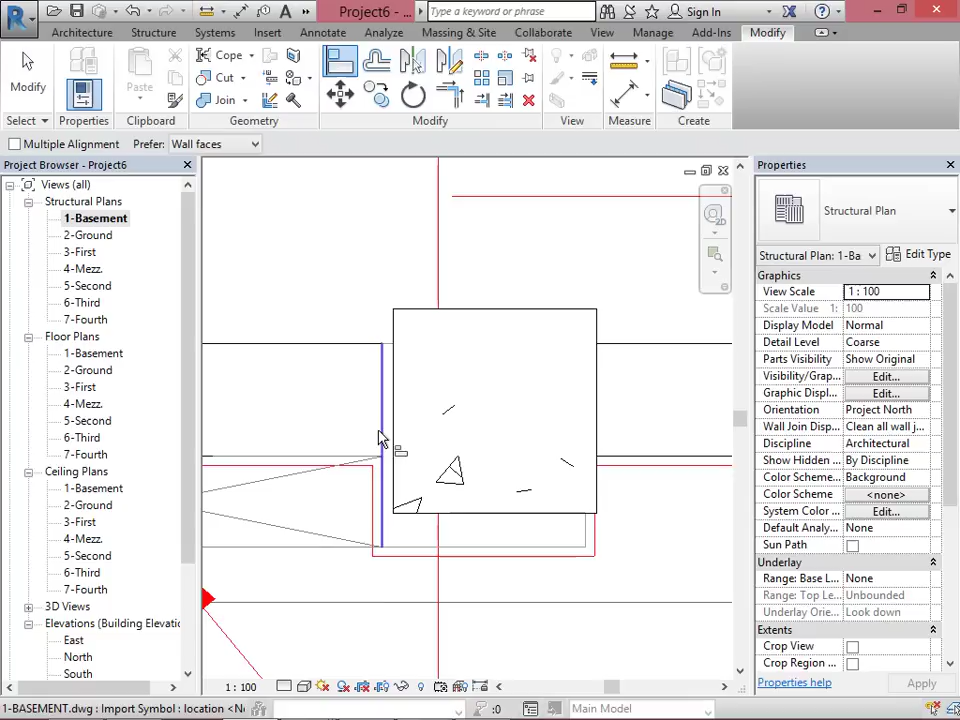 Project6 - ...
Type a keyword or phrase
Sign In
Architecture Structure Systems Insert Annotate Analyze Massing & Site Collaborate View Manage Add-Ins Modify
Modify
Paste
Cope
Cut
Join
Select Properties Clipboard Geometry Modify View Measure Create
Multiple Alignment Prefer: Wall faces
Project Browser - Project6
Views (all)
Structural Plans
1-Basement
2-Ground
3-First
4-Mezz.
5-Second
6-Third
7-Fourth
Floor Plans
1-Basement
2-Ground
3-First
4-Mezz.
5-Second
6-Third
7-Fourth
Ceiling Plans
1-Basement
2-Ground
3-First
4-Mezz.
5-Second
6-Third
7-Fourth
3D Views
Elevations (Building Elevatio
East
North
South
2D
Properties
Structural Plan
Structural Plan: 1-Ba Edit Type
Graphics
View Scale 1 : 100
Scale Value 1: 100
Display Model Normal
Detail Level Coarse
Parts Visibility Show Original
Visibility/Grap... Edit...
Graphic Displ... Edit...
Orientation Project North
Wall Join Disp... Clean all wall j...
Discipline Architectural
Show Hidden ... By Discipline
Color Scheme... Background
Color Scheme <none>
System Color ... Edit...
Default Analy... None
Sun Path
Underlay
Range: Base L... None
Range: Top Le... Unbounded
Underlay Orie... Look down
Extents
Crop View
Crop Region ...
Properties help Apply
1 : 100
1-BASEMENT.dwg : Import Symbol : location <N
:0
Main Model